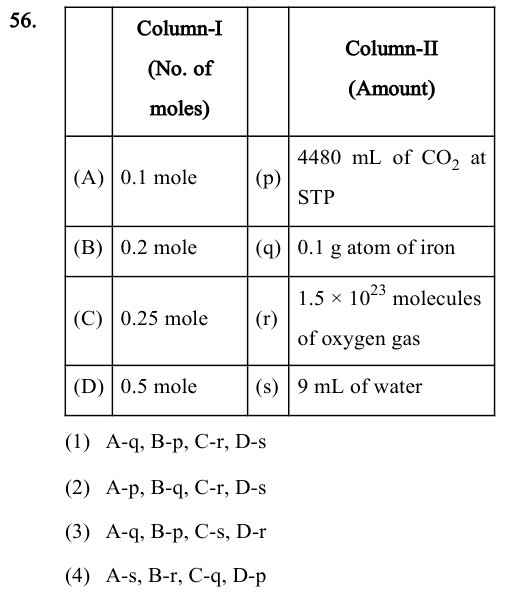 56.
Column-I
(No. of
moles)
Column-II
(Amount)
(A) 0.1 mole (p) 4480 mL of CO₂ at
STP
(B) 0.2 mole (q) 0.1 g atom of iron
(C) 0.25 mole (r) 1.5 × 10²³ molecules
of oxygen gas
(D) 0.5 mole (s) 9 mL of water
(1) A-q, B-p, C-r, D-s
(2) A-p, B-q, C-r, D-s
(3) A-q, B-p, C-s, D-r
(4) A-s, B-r, C-q, D-p